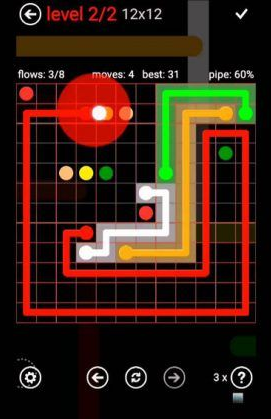 level 2/2 12x12
flows: 3/8 moves: 4 best: 31 pipe: 60%
3 x ?